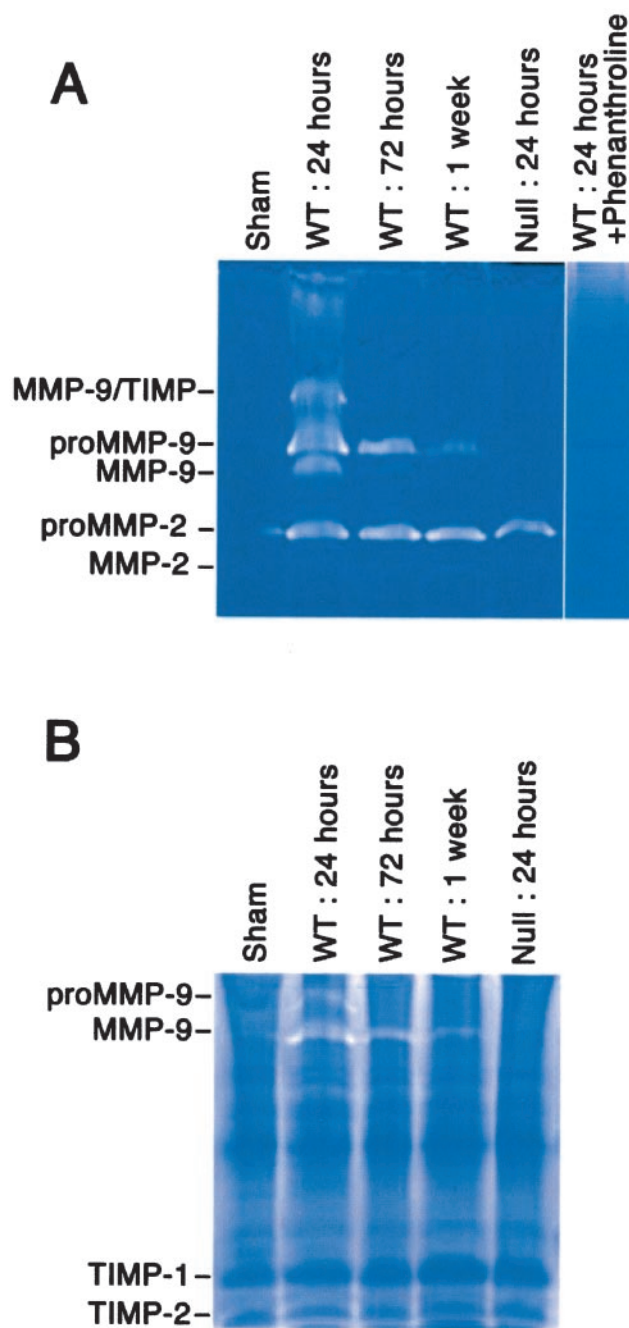 A
Sham
WT : 24 hours
WT : 72 hours
WT : 1 week
Null : 24 hours
WT : 24 hours
+Phenanthroline
MMP-9/TIMP
proMMP-9
MMP-9
proMMP-2
MMP-2
B
Sham
WT : 24 hours
WT : 72 hours
WT : 1 week
Null : 24 hours
proMMP-9
MMP-9
TIMP-1
TIMP-2